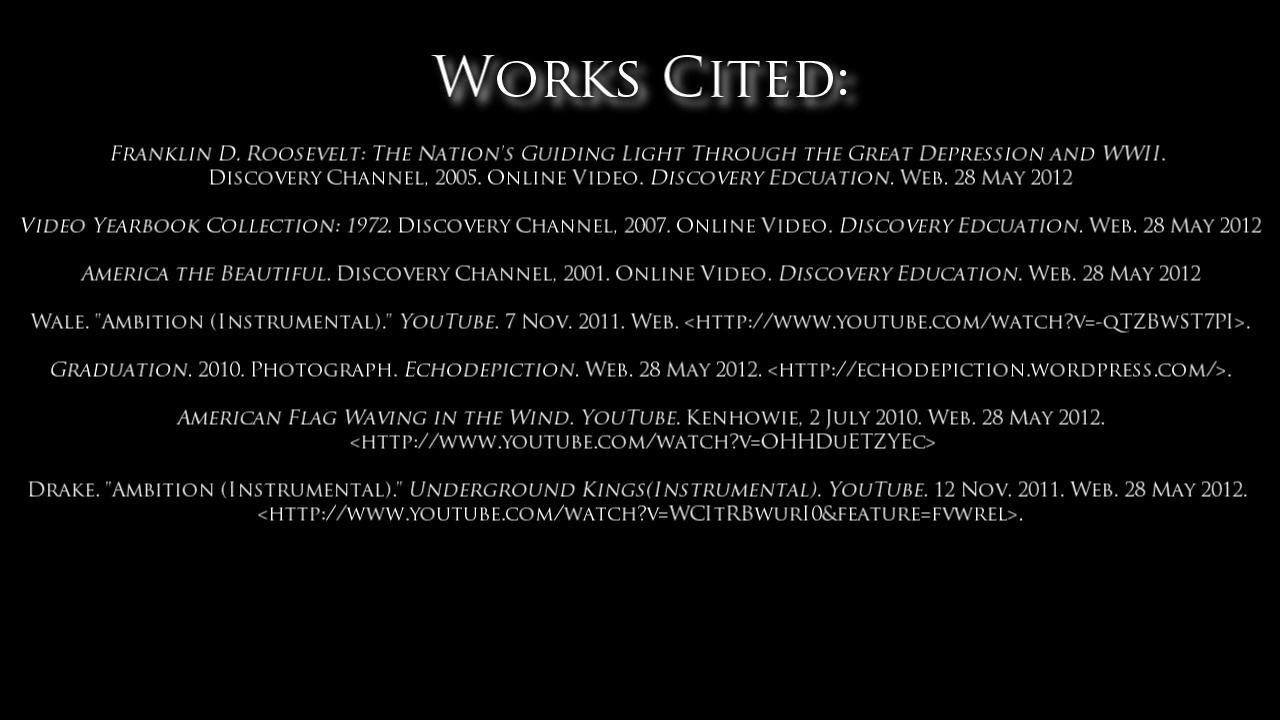 Works Cited:
Franklin D. Roosevelt: The Nation's Guiding Light Through the Great Depression and WWII.
Discovery Channel, 2005. Online Video. Discovery Edcuation. Web. 28 May 2012
Video Yearbook Collection: 1972. Discovery Channel, 2007. Online Video. Discovery Edcuation. Web. 28 May 2012
America the Beautiful. Discovery Channel, 2001. Online Video. Discovery Education. Web. 28 May 2012
Wale. "Ambition (Instrumental)." YouTube. 7 Nov. 2011. Web. <http://www.youtube.com/watch?v=-qTZBwST7PI>.
Graduation. 2010. Photograph. Echodepiction. Web. 28 May 2012. <http://echodepiction.wordpress.com/>.
American Flag Waving in the Wind. YouTube. Kenhowie, 2 July 2010. Web. 28 May 2012.
<http://www.youtube.com/watch?v=OHHDuETZYEc>
Drake. "Ambition (Instrumental)." Underground Kings(Instrumental). YouTube. 12 Nov. 2011. Web. 28 May 2012.
<http://www.youtube.com/watch?v=WCItRBwurI0&feature=fvwrel>.